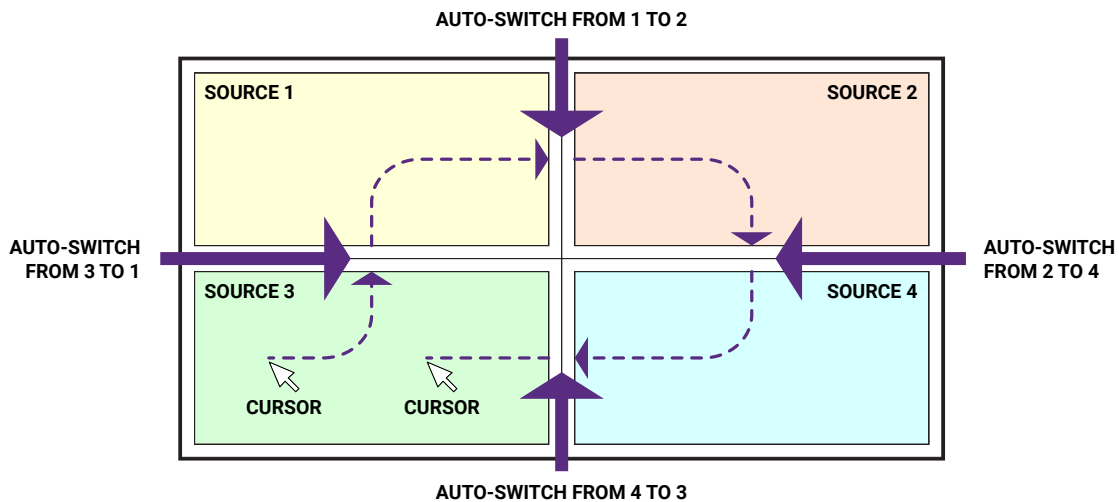 AUTO-SWITCH FROM 1 TO 2
SOURCE 1
SOURCE 2
AUTO-SWITCH
FROM 3 TO 1
AUTO-SWITCH
FROM 2 TO 4
SOURCE 3
SOURCE 4
CURSOR
CURSOR
AUTO-SWITCH FROM 4 TO 3